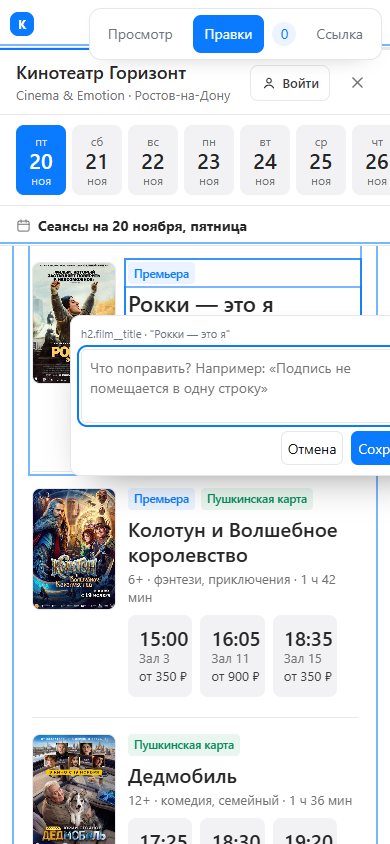 К
Просмотр
Правки
0
Ссылка
Кинотеатр Горизонт
Cinema & Emotion · Ростов-на-Дону
Войти
пт
20
ноя
сб
21
ноя
вс
22
ноя
пн
23
ноя
вт
24
ноя
ср
25
ноя
чт
26
ноя
Сеансы на 20 ноября, пятница
Премьера
Рокки — это я
h2.film__title · "Рокки — это я"
Что поправить? Например: «Подпись не
помещается в одну строку»
Отмена
Сохр
Премьера
Пушкинская карта
Колотун и Волшебное
королевство
6+ · фэнтези, приключения · 1 ч 42
мин
15:00
Зал 3
от 350 ₽
16:05
Зал 11
от 900 ₽
18:35
Зал 15
от 350 ₽
Пушкинская карта
Дедмобиль
12+ · комедия, семейный · 1 ч 36 мин
17:25
18:30
19:20
ДЕДМОБИЛЬ